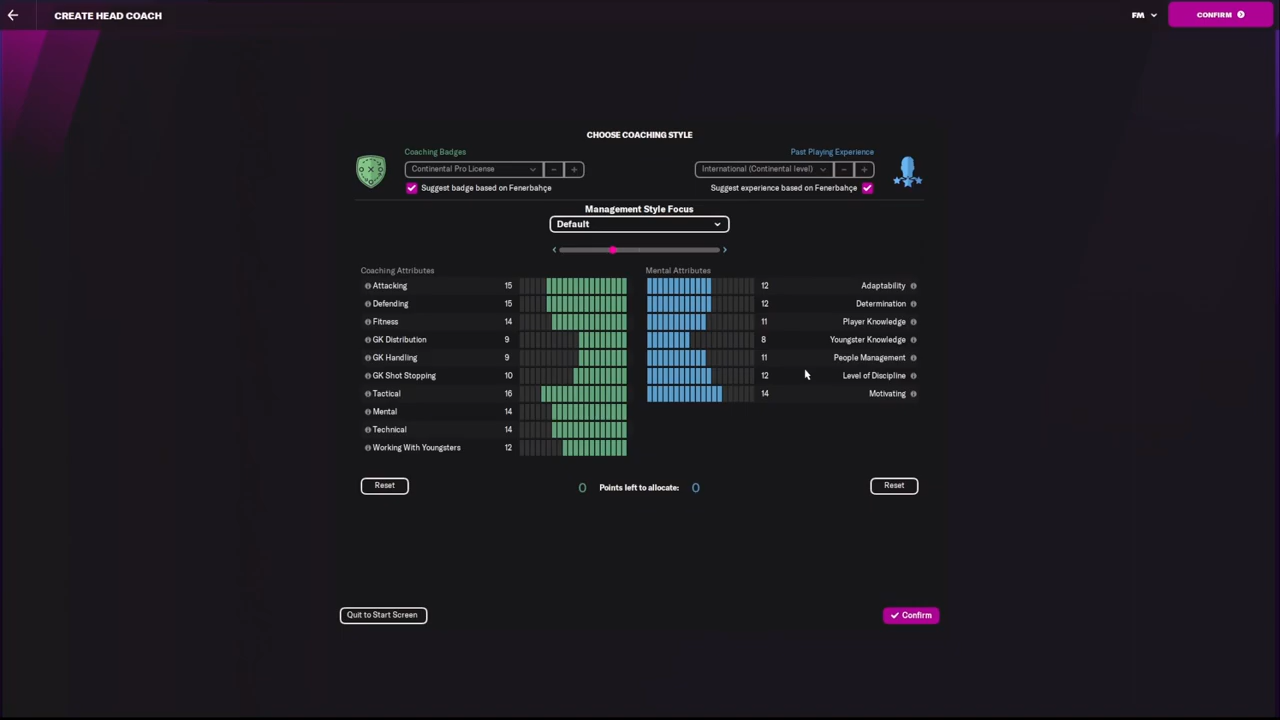 CREATE HEAD COACH
FM
CONFIRM
CHOOSE COACHING STYLE
Coaching Badges
Past Playing Experience
Continental Pro License
International (Continental level)
Suggest badge based on Fenerbahçe
Suggest experience based on Fenerbahçe
Management Style Focus
Default
Coaching Attributes
Mental Attributes
Attacking 15
12 Adaptability
Defending 15
12 Determination
Fitness 14
11 Player Knowledge
GK Distribution 9
8 Youngster Knowledge
GK Handling 9
11 People Management
GK Shot Stopping 10
12 Level of Discipline
Tactical 16
14 Motivating
Mental 14
Technical 14
Working With Youngsters 12
Reset
0 Points left to allocate: 0
Reset
Quit to Start Screen
Confirm